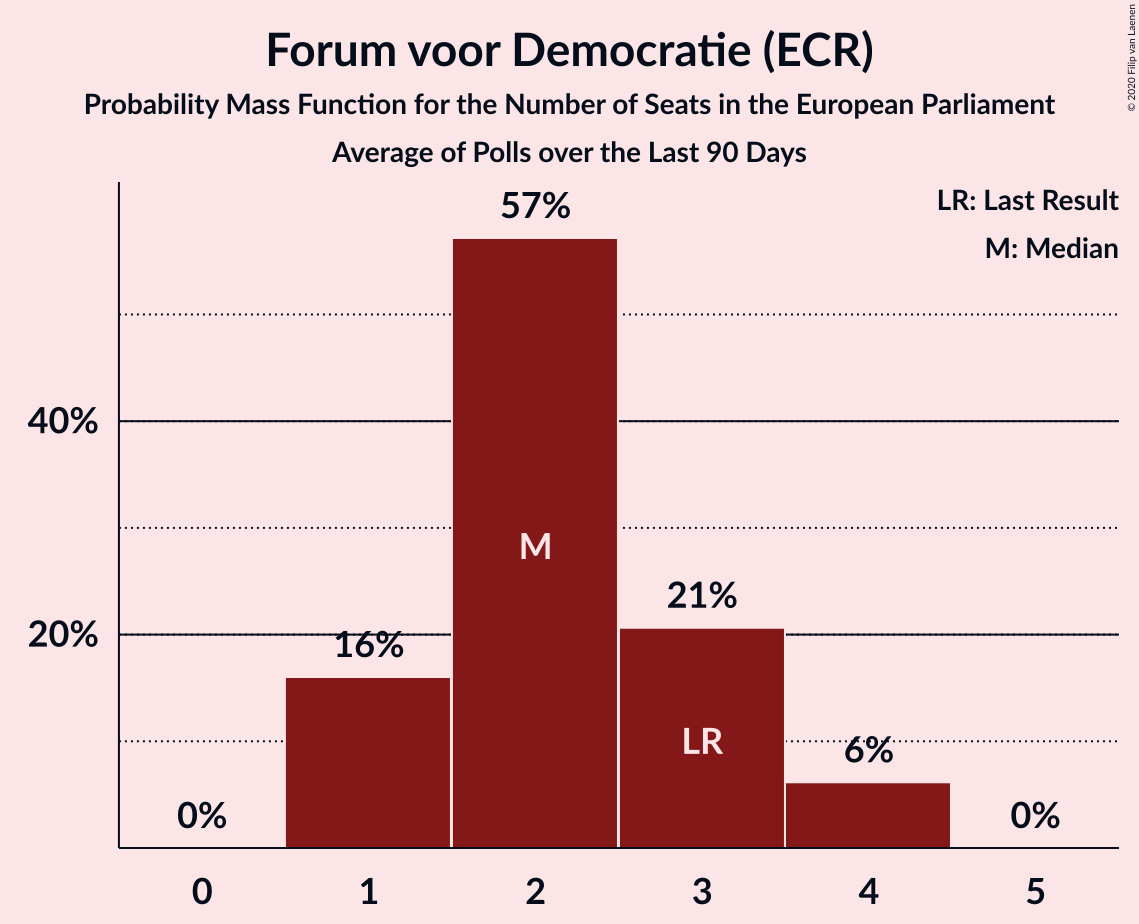 Forum voor Democratie (ECR)
Probability Mass Function for the Number of Seats in the European Parliament
Average of Polls over the Last 90 Days
© 2020 Filip van Laenen
LR: Last Result
M: Median
57%
40%
M
21%
20%
16%
LR
6%
0%
0%
0 1 2 3 4 5